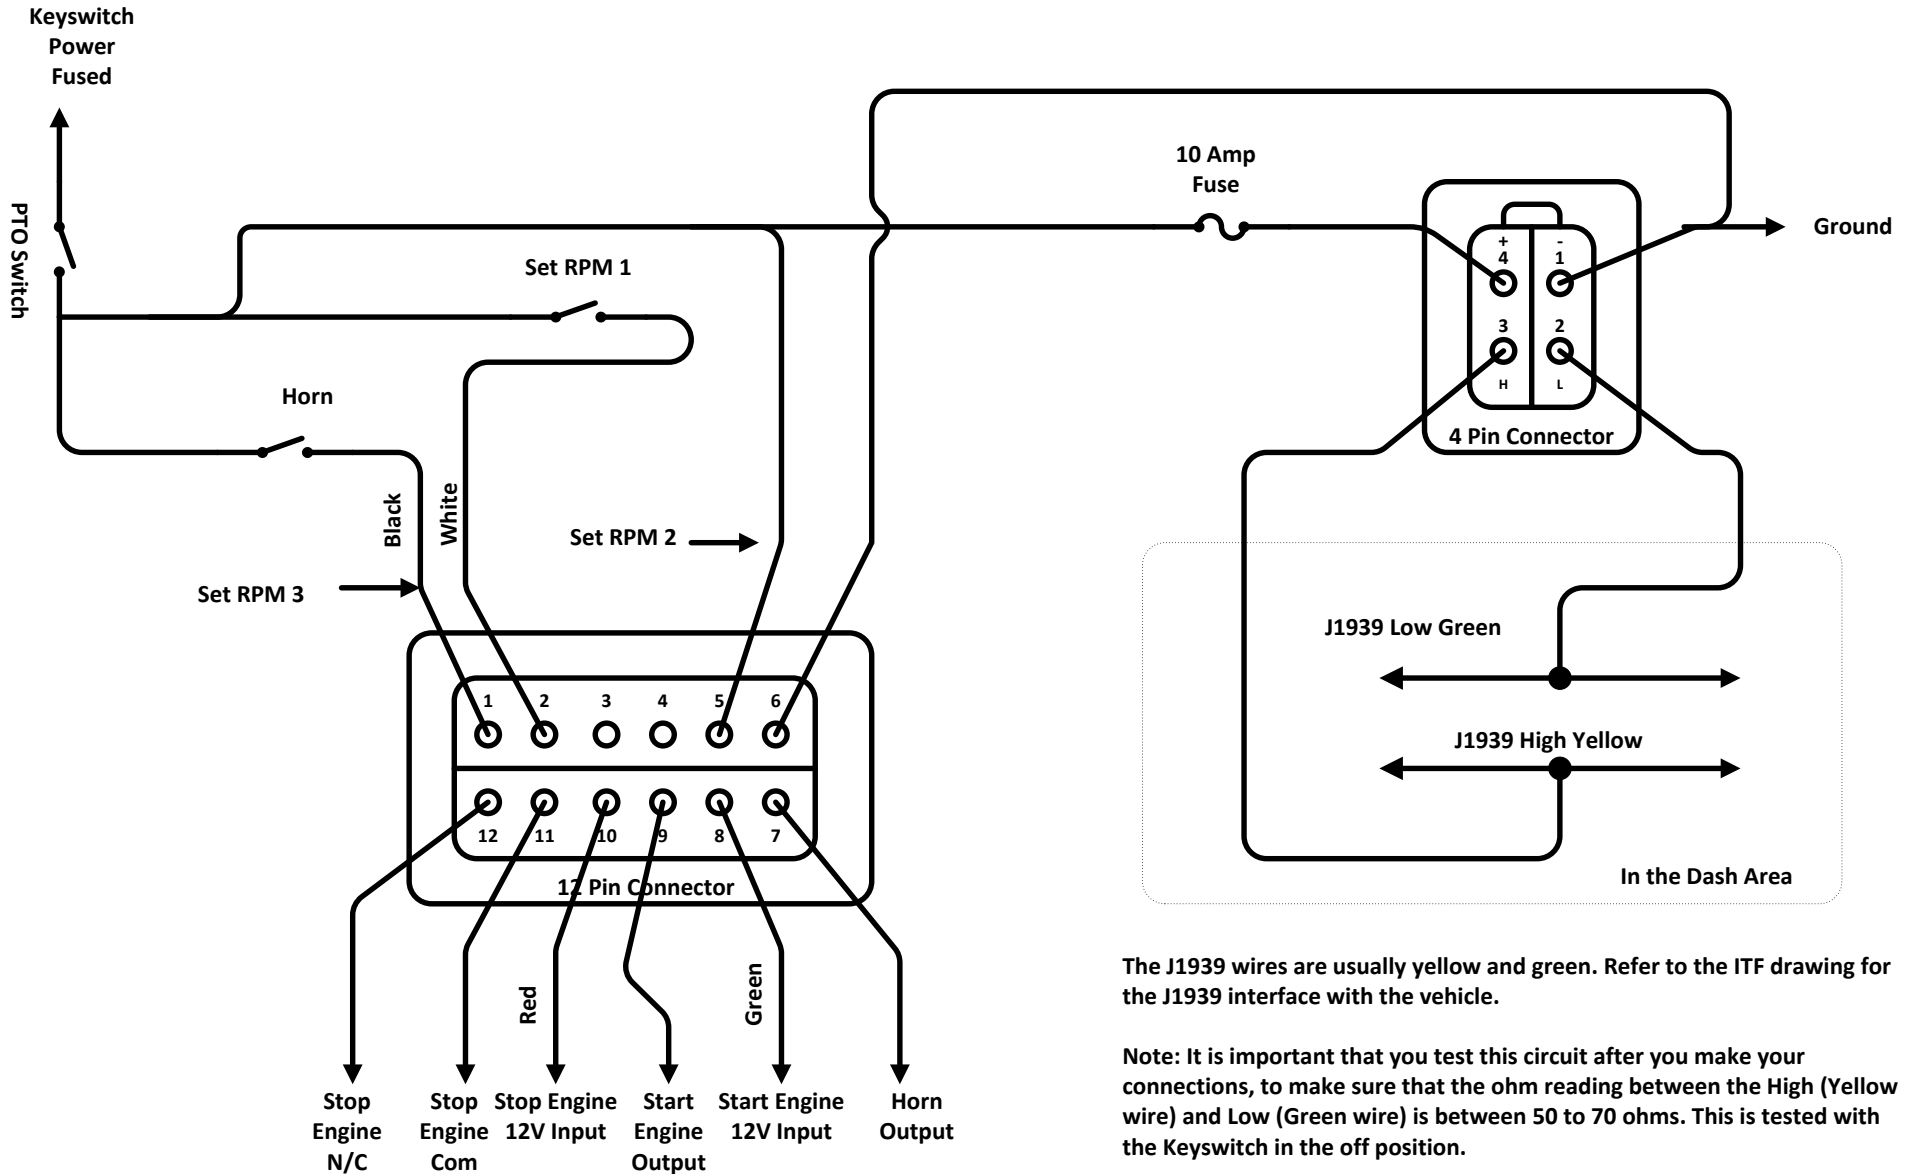 Keyswitch
Power
Fused
PTO Switch
10 Amp
Fuse
Ground
Set RPM 1
+
4
-
1
3
2
H
L
4 Pin Connector
Horn
Black
White
Set RPM 2
Set RPM 3
J1939 Low Green
J1939 High Yellow
In the Dash Area
1
2
3
4
5
6
12
11
10
9
8
7
12 Pin Connector
Red
Green
Stop
Engine
N/C
Stop
Engine
Com
Stop Engine
12V Input
Start
Engine
Output
Start Engine
12V Input
Horn
Output
The J1939 wires are usually yellow and green. Refer to the ITF drawing for
the J1939 interface with the vehicle.
Note: It is important that you test this circuit after you make your
connections, to make sure that the ohm reading between the High (Yellow
wire) and Low (Green wire) is between 50 to 70 ohms. This is tested with
the Keyswitch in the off position.